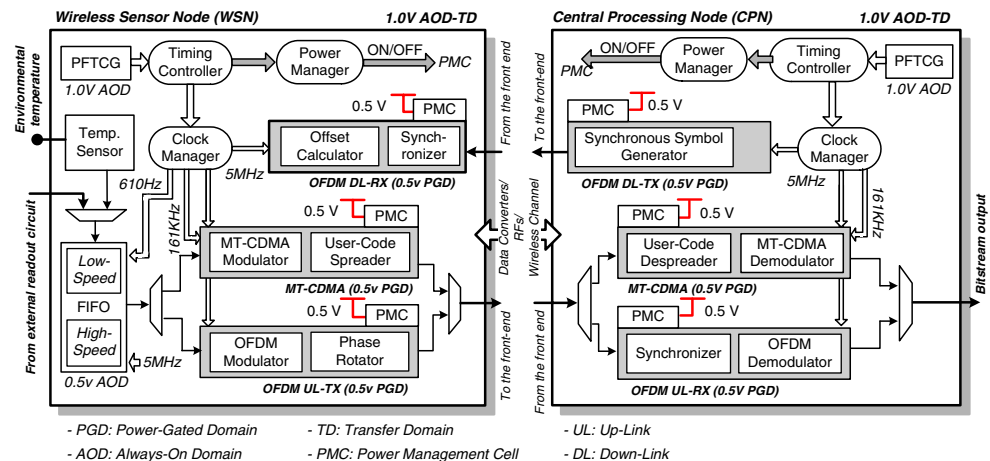 Wireless Sensor Node (WSN)
1.0V AOD-TD
PFTCG
1.0V AOD
Timing
Controller
Power
Manager
ON/OFF
PMC
Environmental
temperature
Temp.
Sensor
Clock
Manager
0.5 V
PMC
Offset
Calculator
Synch-
ronizer
OFDM DL-RX (0.5v PGD)
5MHz
610Hz
161KHz
From external readout circuit
Low-
Speed
FIFO
High-
Speed
0.5v AOD
5MHz
0.5 V
PMC
MT-CDMA
Modulator
User-Code
Spreader
MT-CDMA (0.5v PGD)
0.5 V
PMC
OFDM
Modulator
Phase
Rotator
OFDM UL-TX (0.5v PGD)
From the front end
To the front-end
Data Converters/
RFs/
Wireless Channel
To the front-end
From the front end
Central Processing Node (CPN)
1.0V AOD-TD
ON/OFF
PMC
Power
Manager
Timing
Controller
PFTCG
1.0V AOD
PMC
0.5 V
Synchronous Symbol
Generator
OFDM DL-TX (0.5V PGD)
Clock
Manager
5MHz
161KHz
PMC
0.5 V
User-Code
Despreader
MT-CDMA
Demodulator
MT-CDMA (0.5V PGD)
PMC
0.5 V
Synchronizer
OFDM
Demodulator
OFDM UL-RX (0.5V PGD)
Bitstream output
- PGD: Power-Gated Domain
- TD: Transfer Domain
- UL: Up-Link
- AOD: Always-On Domain
- PMC: Power Management Cell
- DL: Down-Link